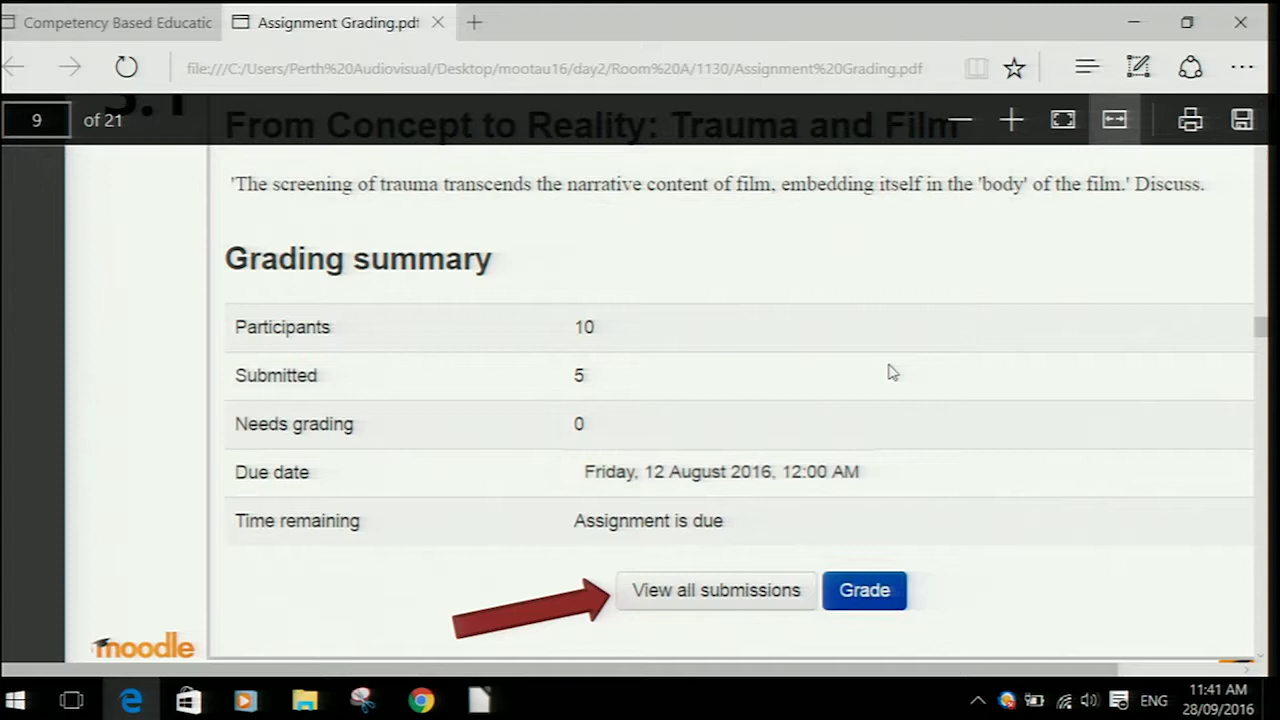 Competency Based Educatic
Assignment Grading.pdf
file:///C:/Users/Perth%20Audiovisual/Desktop/mootau16/day2/Room%20A/1130/Assignment%20Grading.pdf
9 of 21
3.1
From Concept to Reality: Trauma and Film
'The screening of trauma transcends the narrative content of film, embedding itself in the 'body' of the film.' Discuss.
Grading summary
Participants 10
Submitted 5
Needs grading 0
Due date Friday, 12 August 2016, 12:00 AM
Time remaining Assignment is due
View all submissions Grade
moodle
ENG
11:41 AM
28/09/2016